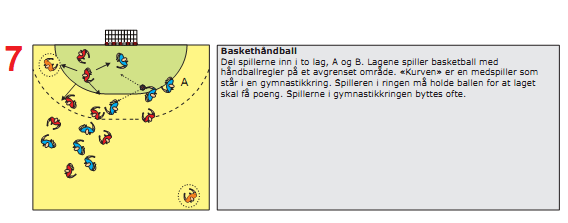 7
A
Baskethåndball
Del spillerne inn i to lag, A og B. Lagene spiller basketball med
håndballregler på et avgrenset område. «Kurven» er en medspiller som
står i en gymnastikkring. Spilleren i ringen må holde ballen for at laget
skal få poeng. Spillerne i gymnastikkringen byttes ofte.